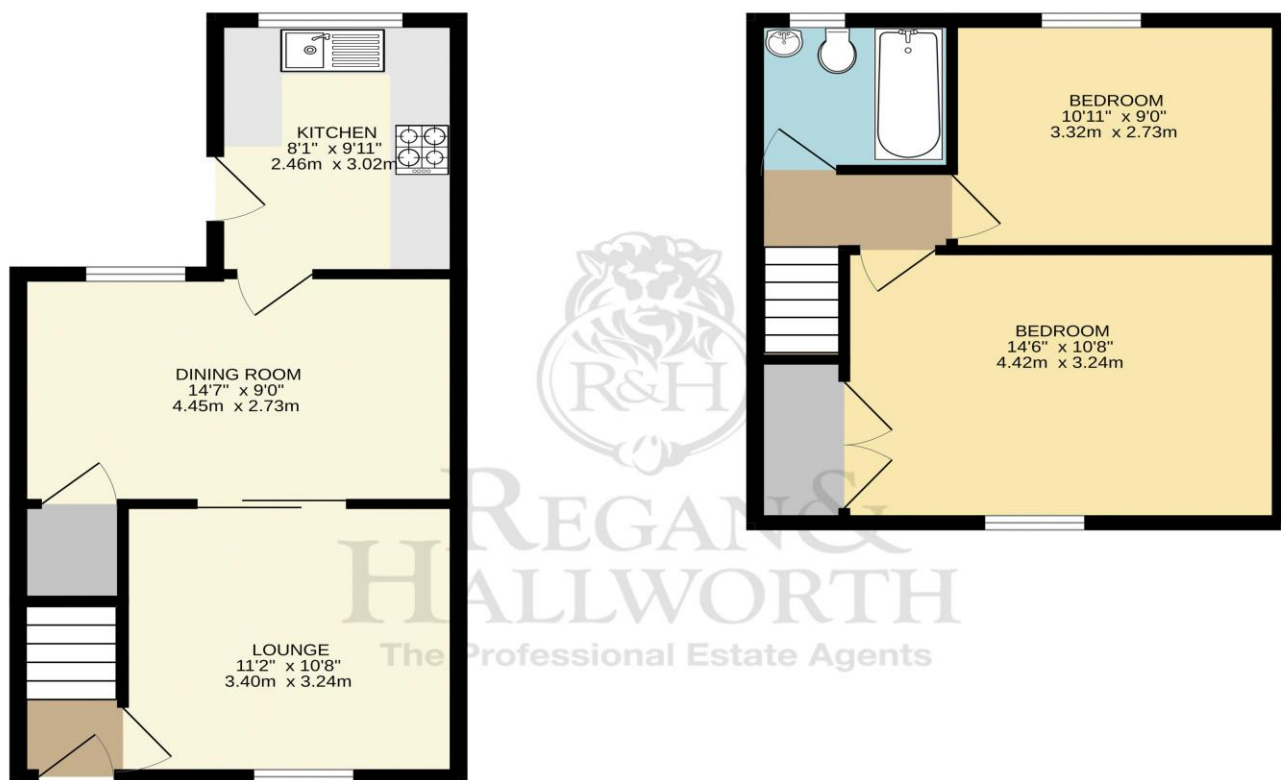 KITCHEN
8'1" x 9'11"
2.46m x 3.02m
DINING ROOM
14'7" x 9'0"
4.45m x 2.73m
LOUNGE
11'2" x 10'8"
3.40m x 3.24m
BEDROOM
10'11" x 9'0"
3.32m x 2.73m
BEDROOM
14'6" x 10'8"
4.42m x 3.24m
R&H
REGAN &
HALLWORTH
The Professional Estate Agents